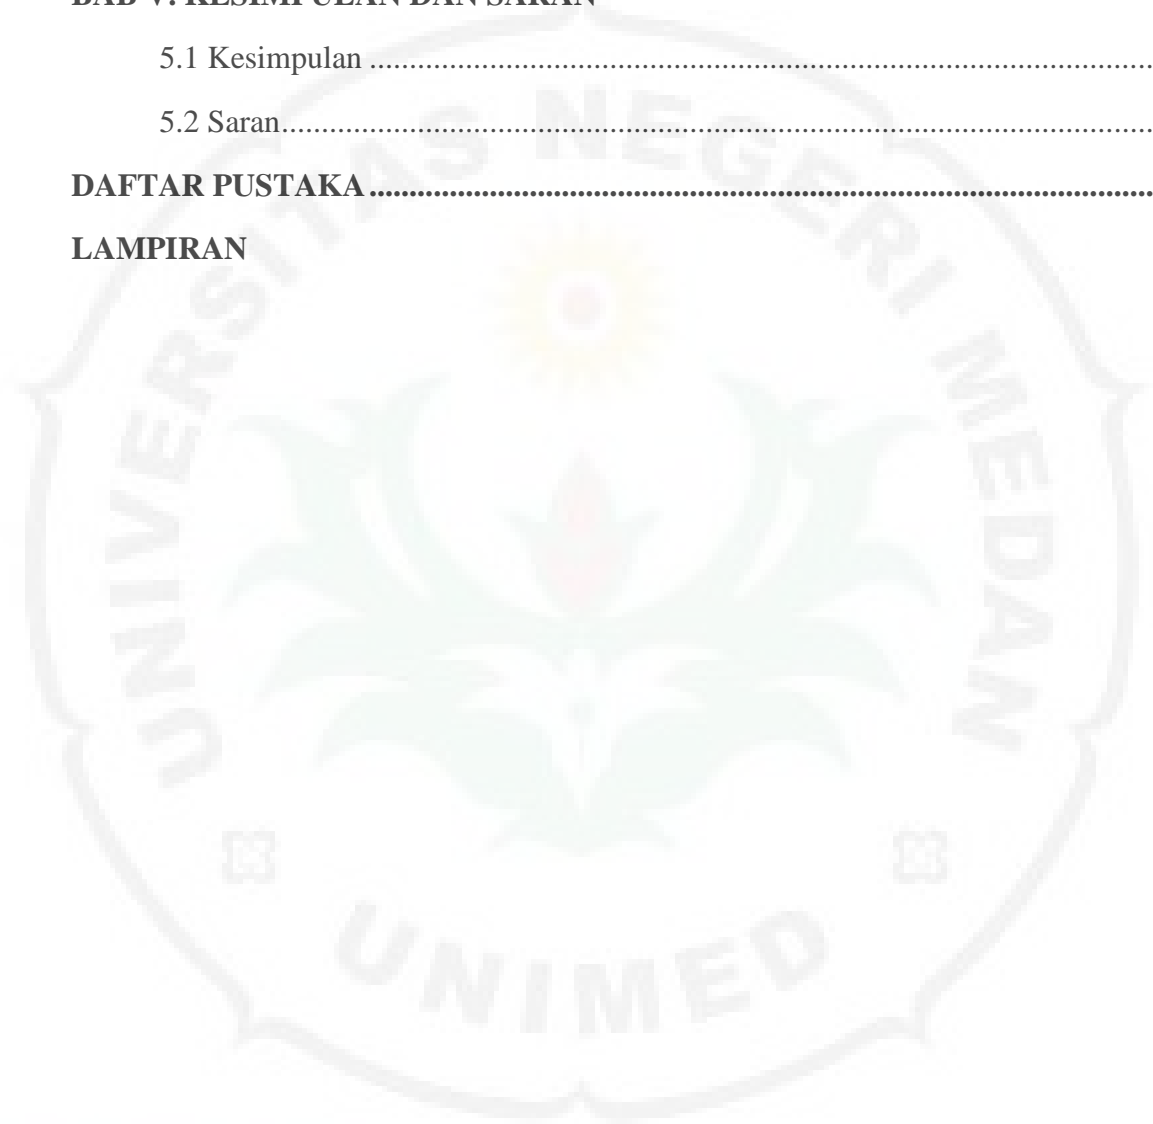 BAB V. KESIMPULAN DAN SARAN
5.1 Kesimpulan ....................................................................................................
5.2 Saran...............................................................................................................
DAFTAR PUSTAKA...............................................................................................
LAMPIRAN
UNIVERSITAS NEGERI MEDAN
UNIMED